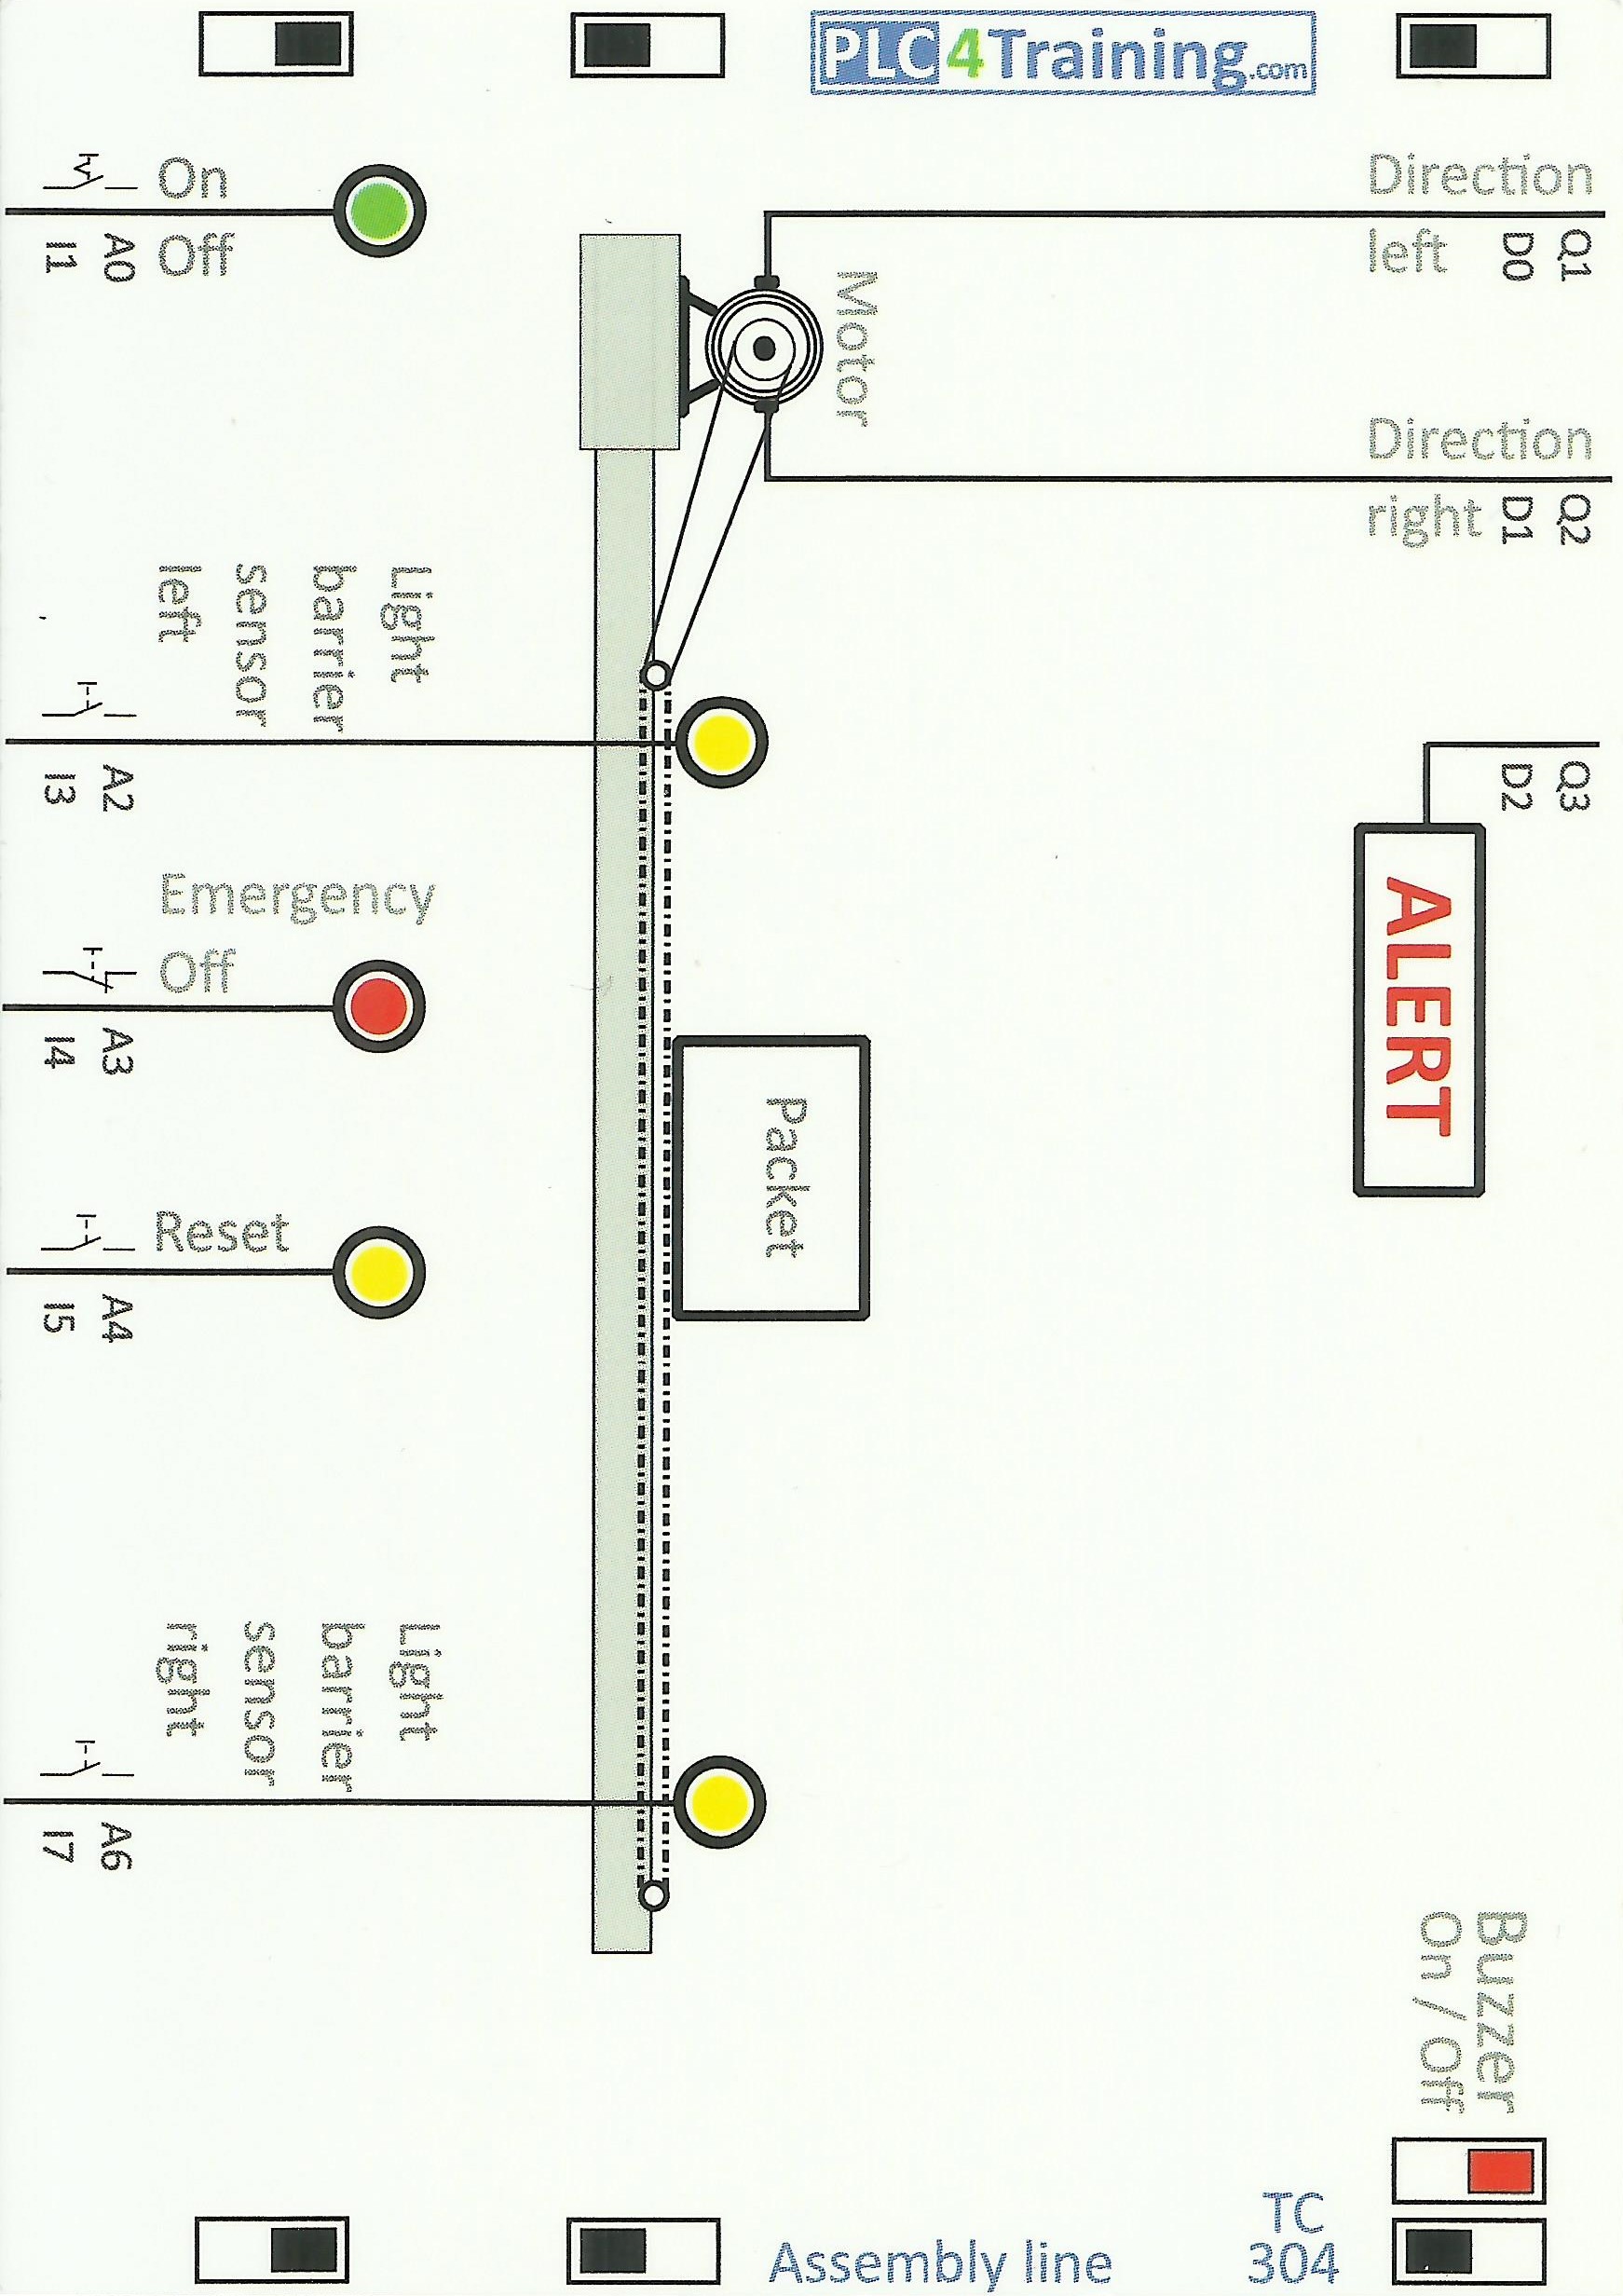 Direction
left
Q1
D0
Direction
right
Q2
D1
Q3
D2
ALERT
Buzzer
On / Off
TC
304
PLC4Training.com
Assembly line
Motor
Packet
On
Off
A0
I1
Light
barrier
sensor
left
A2
I3
Emergency
Off
A3
I4
Reset
A4
I5
Light
barrier
sensor
right
A6
I7